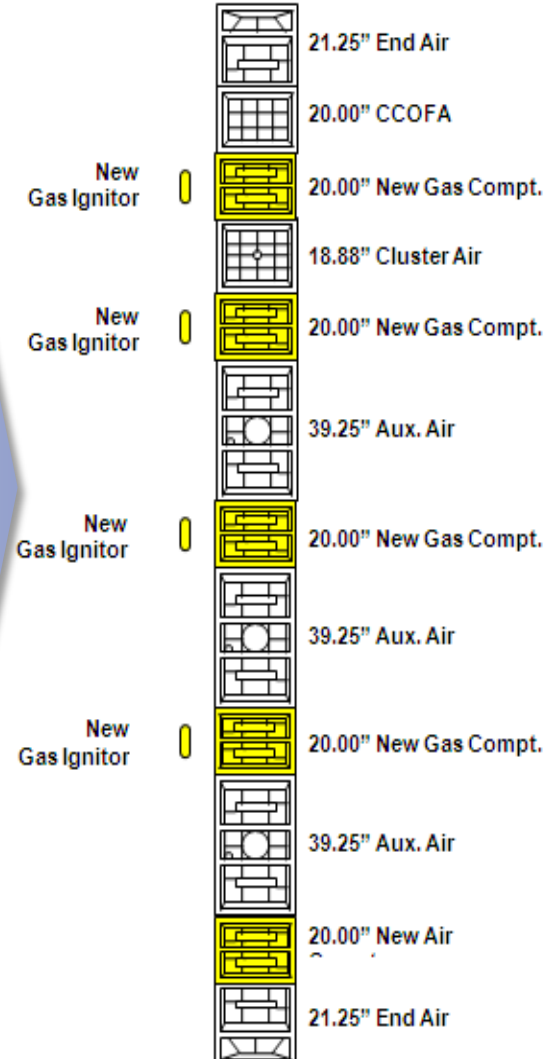 21.25” End Air
20.00” CCOFA
New
Gas Ignitor
20.00” New Gas Compt.
18.88” Cluster Air
New
Gas Ignitor
20.00” New Gas Compt.
39.25” Aux. Air
New
Gas Ignitor
20.00” New Gas Compt.
39.25” Aux. Air
New
Gas Ignitor
20.00” New Gas Compt.
39.25” Aux. Air
20.00” New Air
21.25” End Air